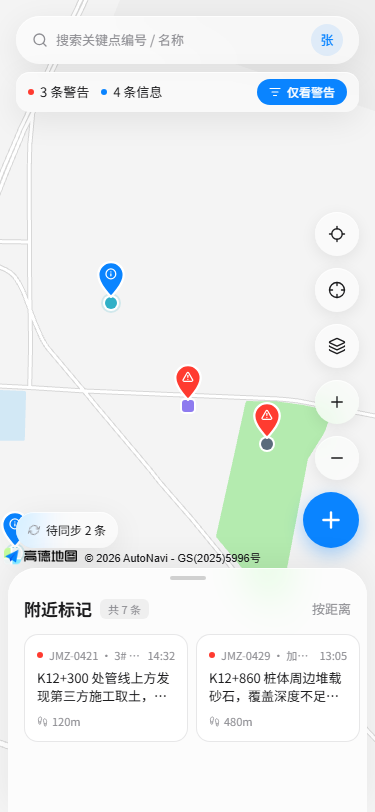 搜索关键点编号 / 名称
张
3 条警告
4 条信息
仅看警告
待同步 2 条
高德地图 © 2026 AutoNavi - GS(2025)5996号
附近标记
共 7 条
按距离
JMZ-0421 · 3# ··· 14:32
K12+300 处管线上方发
现第三方施工取土，···
120m
JMZ-0429 · 加··· 13:05
K12+860 桩体周边堆载
砂石，覆盖深度不足···
480m